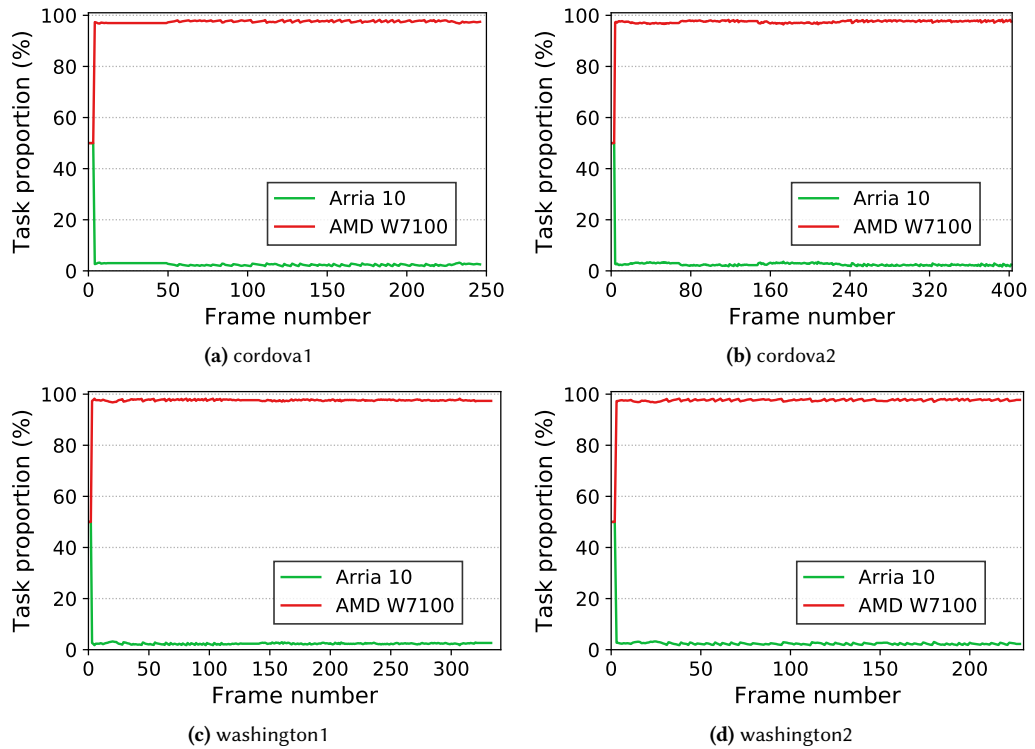 100
80
60
40
20
0
Task proportion (%)
Arria 10
AMD W7100
0 50 100 150 200 250
Frame number
(a) cordova1
100
80
60
40
20
0
Task proportion (%)
Arria 10
AMD W7100
0 80 160 240 320 400
Frame number
(b) cordova2
100
80
60
40
20
0
Task proportion (%)
Arria 10
AMD W7100
0 50 100 150 200 250 300
Frame number
(c) washington1
100
80
60
40
20
0
Task proportion (%)
Arria 10
AMD W7100
0 50 100 150 200
Frame number
(d) washington2